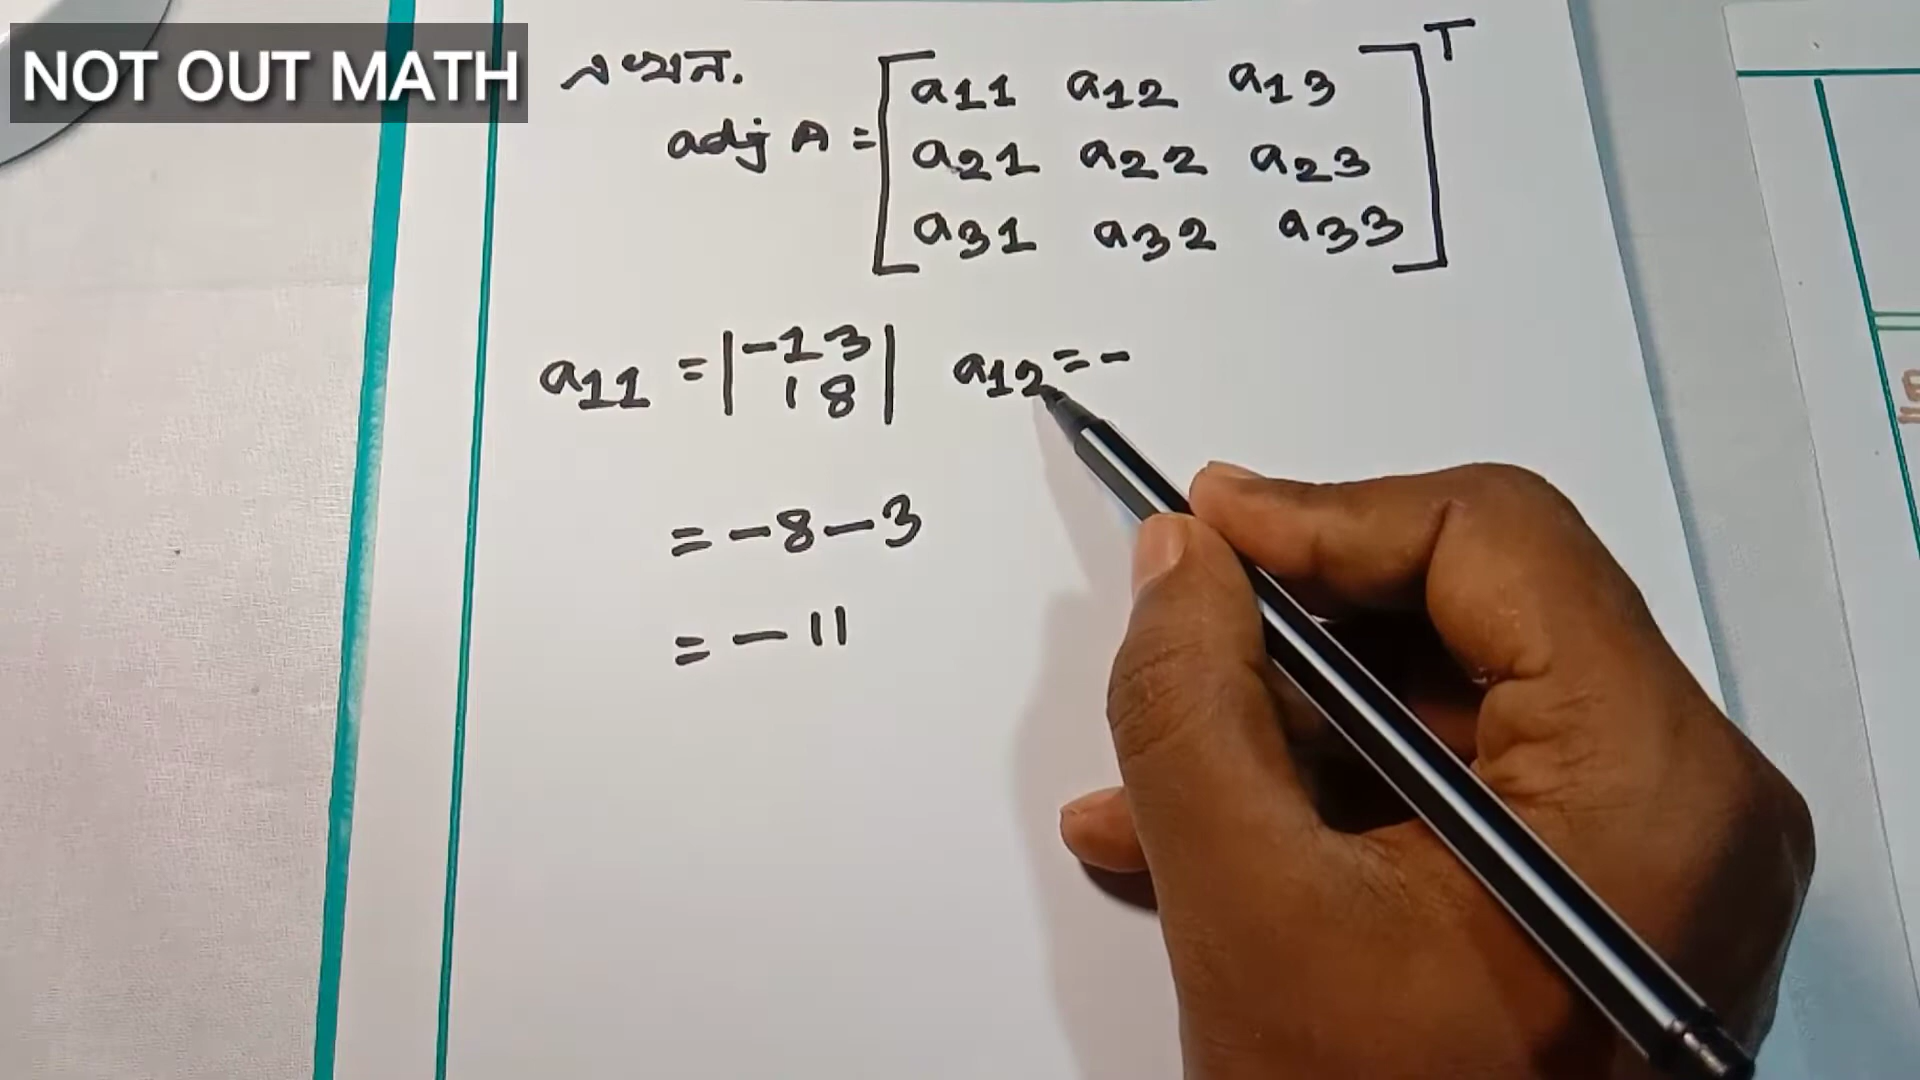 NOT OUT MATH
এখন.
adj A = [a11 a12 a13]T
a21 a22 a23
a31 a32 a33
a11 = |-1 3| a12 = -
1 8
= -8-3
= -11